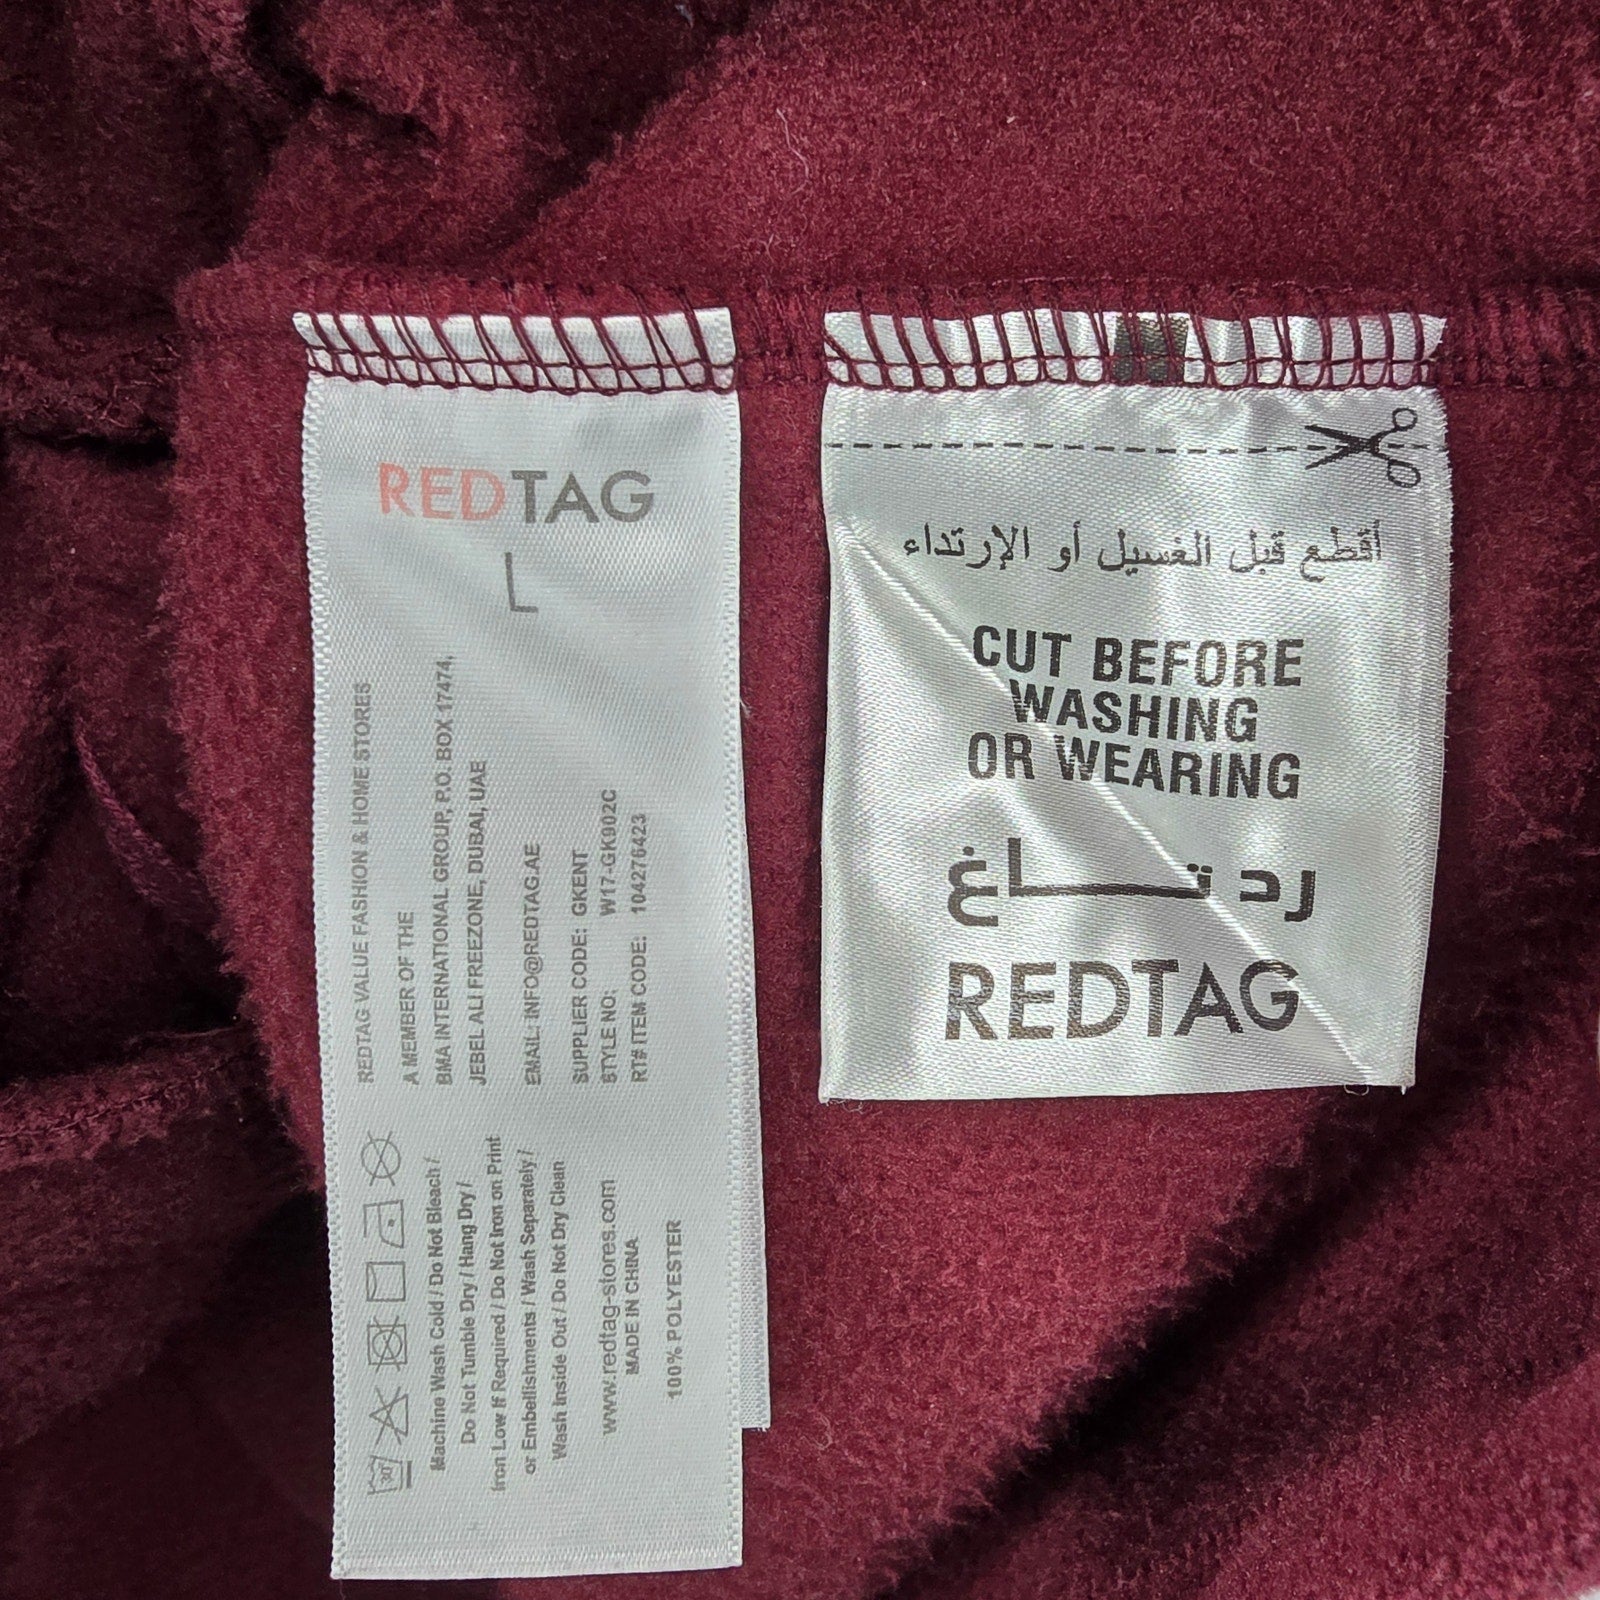 REDTAG
L
REDTAG VALUE FASHION & HOME STORES
A MEMBER OF THE
BMA INTERNATIONAL GROUP, P.O. BOX 17474,
JEBEL ALI FREEZONE, DUBAI, UAE
EMAIL: INFO@REDTAG.AE
SUPPLIER CODE: GKENT
STYLE NO; W17-GK902C
RT# ITEM CODE: 104276423
30°
Machine Wash Cold / Do Not Bleach /
Do Not Tumble Dry / Hang Dry /
Iron Low If Required / Do Not Iron on Print
or Embellishments / Wash Separately /
Wash Inside Out / Do Not Dry Clean
www.redtag-stores.com
MADE IN CHINA
100% POLYESTER
أقطع قبل الغسيل أو الإرتداء
CUT BEFORE
WASHING
OR WEARING
رد تاغ
REDTAG